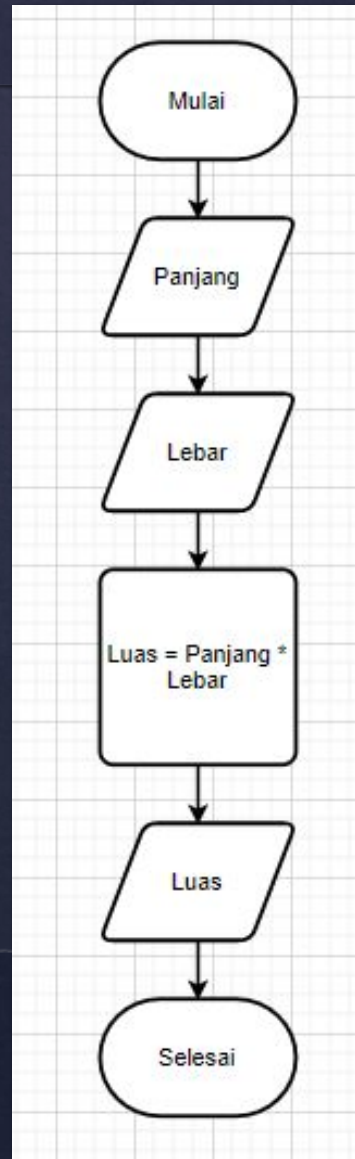 Mulai
Panjang
Lebar
Luas = Panjang *
Lebar
Luas
Selesai